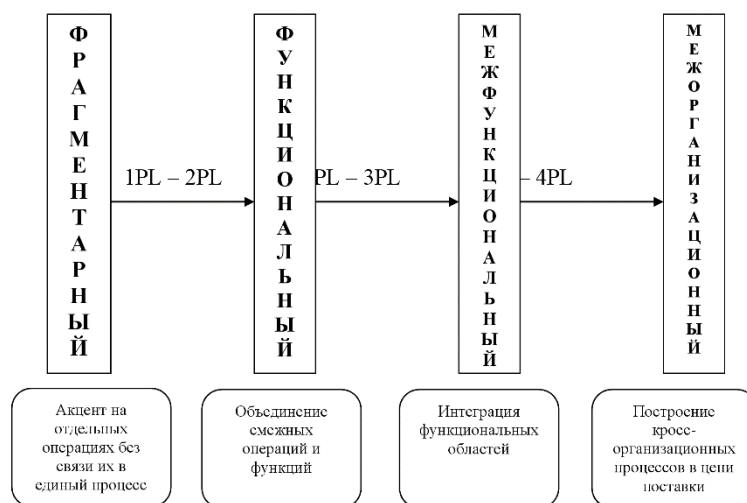 ФРАГМЕНТАРНЫЙ
1PL – 2PL
ФУНКЦИОНАЛЬНЫЙ
PL – 3PL
МЕЖФУНКЦИОНАЛЬНЫЙ
– 4PL
МЕЖОРГАНИЗАЦИОННЫЙ
Акцент на
отдельных
операциях без
связи их в
единый процесс
Объединение
смежных
операций и
функций
Интеграция
функциональных
областей
Построение
кросс-
организационных
процессов в цепи
поставки